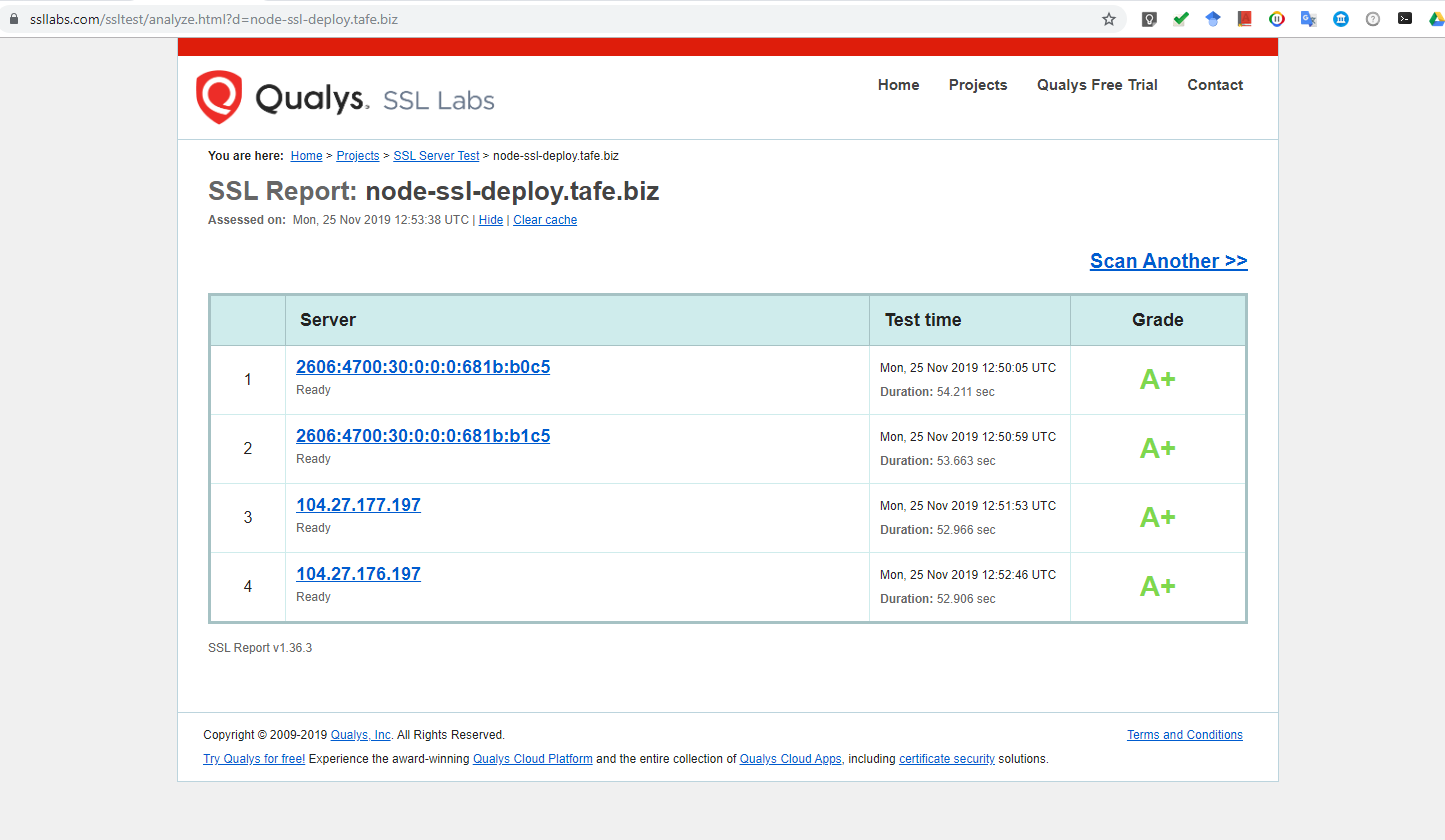 ssllabs.com/ssltest/analyze.html?d=node-ssl-deploy.tafe.biz
Qualys. SSL Labs
Home Projects Qualys Free Trial Contact
You are here: Home > Projects > SSL Server Test > node-ssl-deploy.tafe.biz
SSL Report: node-ssl-deploy.tafe.biz
Assessed on: Mon, 25 Nov 2019 12:53:38 UTC | Hide | Clear cache
Scan Another >>
Server Test time Grade
1 2606:4700:30:0:0:0:681b:b0c5 Mon, 25 Nov 2019 12:50:05 UTC A+
Ready Duration: 54.211 sec
2 2606:4700:30:0:0:0:681b:b1c5 Mon, 25 Nov 2019 12:50:59 UTC A+
Ready Duration: 53.663 sec
3 104.27.177.197 Mon, 25 Nov 2019 12:51:53 UTC A+
Ready Duration: 52.966 sec
4 104.27.176.197 Mon, 25 Nov 2019 12:52:46 UTC A+
Ready Duration: 52.906 sec
SSL Report v1.36.3
Copyright © 2009-2019 Qualys, Inc. All Rights Reserved. Terms and Conditions
Try Qualys for free! Experience the award-winning Qualys Cloud Platform and the entire collection of Qualys Cloud Apps, including certificate security solutions.